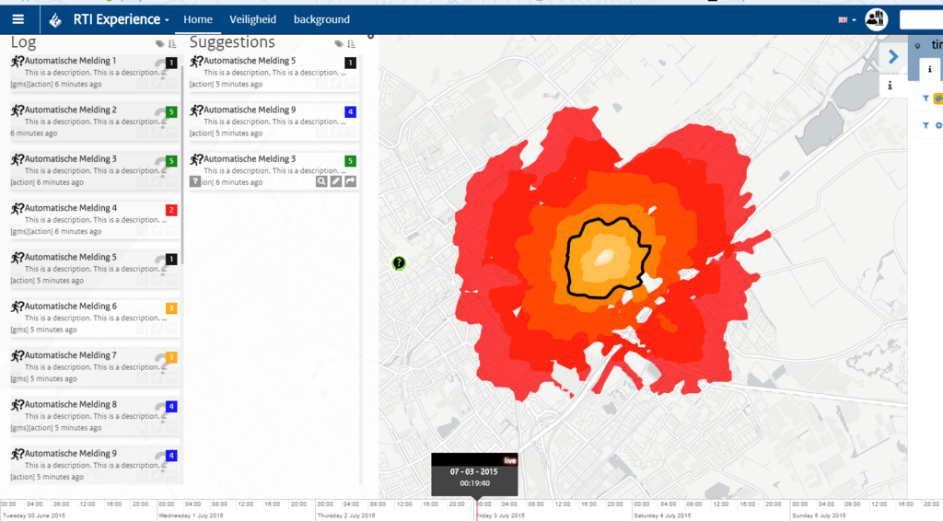 RTI Experience
Home
Veiligheid
background
Log
Automatische Melding 1
1
This is a description. This is a description.
[gms][action] 6 minutes ago
Automatische Melding 2
5
This is a description. This is a description. ...
6 minutes ago
Automatische Melding 3
5
This is a description. This is a description.
[action] 6 minutes ago
Automatische Melding 4
2
This is a description. This is a description. ...
[gms][action] 6 minutes ago
Automatische Melding 5
1
This is a description. This is a description.
[action] 5 minutes ago
Automatische Melding 6
3
This is a description. This is a description. ...
[gms] 5 minutes ago
Automatische Melding 7
3
This is a description. This is a description.
[gms] 5 minutes ago
Automatische Melding 8
4
This is a description. This is a description.
[gms][action] 5 minutes ago
Automatische Melding 9
4
This is a description. This is a description.
[action] 5 minutes ago
Suggestions
Automatische Melding 5
1
This is a description. This is a description. ...
[action] 6 minutes ago
Automatische Melding 9
4
This is a description. This is a description. ...
[action] 5 minutes ago
Automatische Melding 3
5
This is a description. This is a description. ...
ion] 6 minutes ago
?
tir
i
i
live
07 - 03 - 2015
00:19:40
00:00 04:00 08:00 12:00 16:00 20:00 00:00 04:00 08:00 12:00 16:00 20:00 00:00 04:00 08:00 12:00 16:00 20:00 00:00 04:00 08:00 12:00 16:00 20:00 00:00 04:00 08:00 12:00 16:00 20:00 00:00 04:00 08:00 12:00 16:00 20:00
Tuesday 30 June 2015
Wednesday 1 July 2015
Thursday 2 July 2015
Friday 3 July 2015
Saturday 4 July 2015
Sunday 5 July 2015